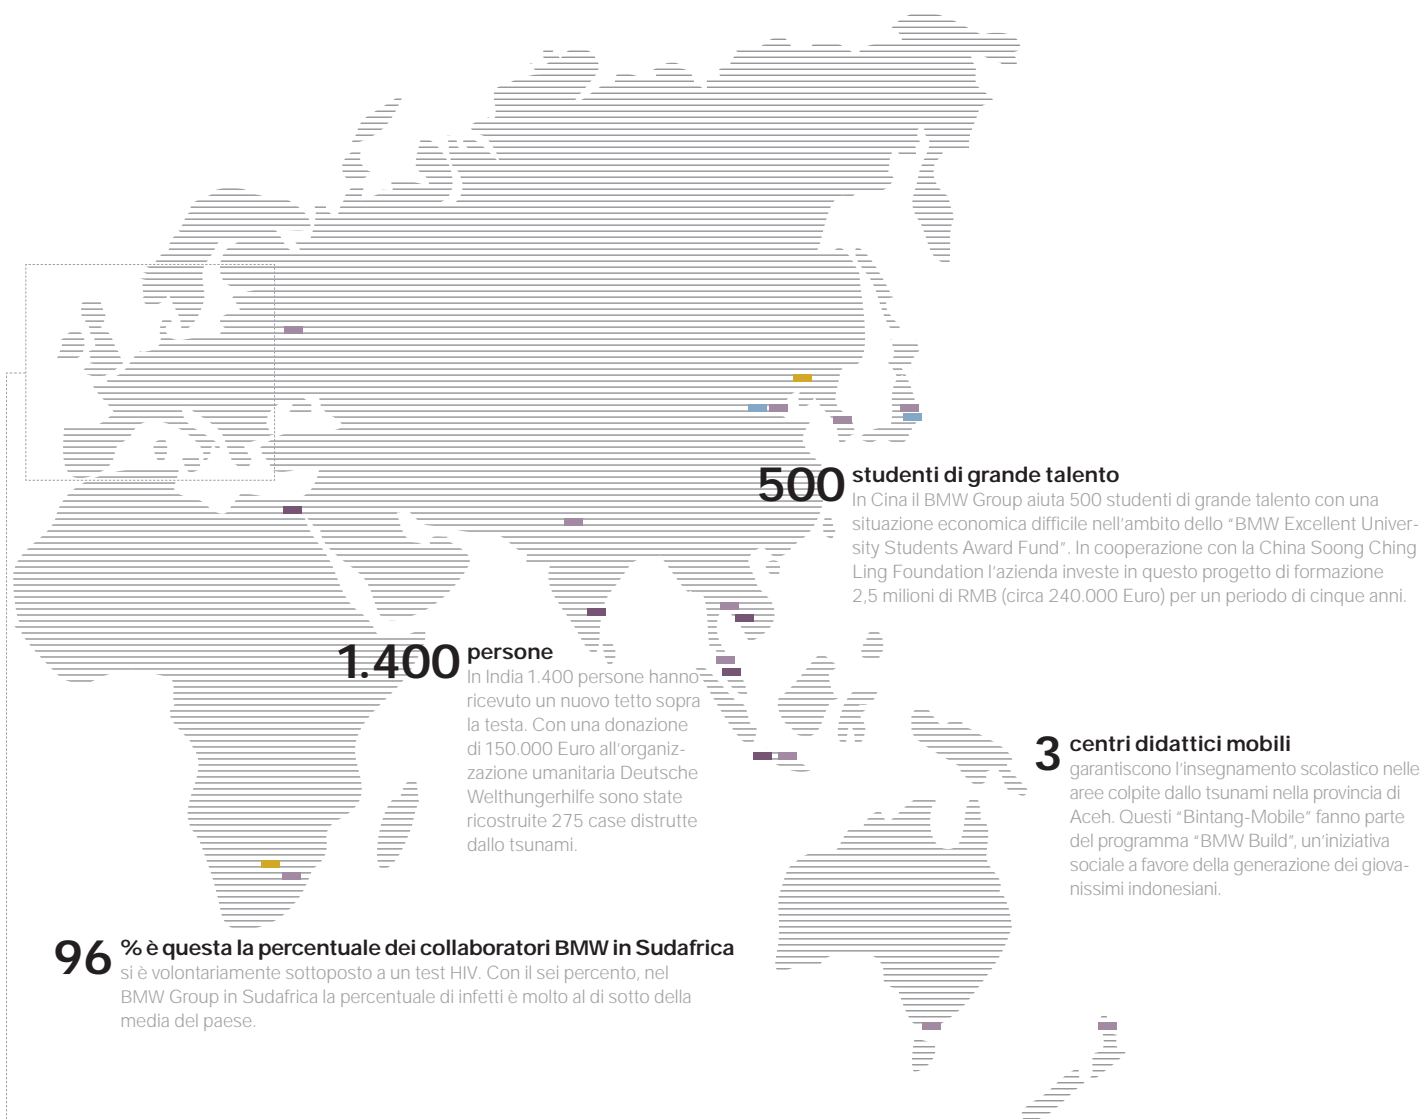 500 studenti di grande talento
In Cina il BMW Group aiuta 500 studenti di grande talento con una
situazione economica difficile nell'ambito dello "BMW Excellent Univer-
sity Students Award Fund". In cooperazione con la China Soong Ching
Ling Foundation l'azienda investe in questo progetto di formazione
2,5 milioni di RMB (circa 240.000 Euro) per un periodo di cinque anni.
1.400 persone
In India 1.400 persone hanno
ricevuto un nuovo tetto sopra
la testa. Con una donazione
di 150.000 Euro all'organiz-
zazione umanitaria Deutsche
Welthungerhilfe sono state
ricostruite 275 case distrutte
dallo tsunami.
3 centri didattici mobili
garantiscono l'insegnamento scolastico nelle
aree colpite dallo tsunami nella provincia di
Aceh. Questi "Bintang-Mobile" fanno parte
del programma "BMW Build", un'iniziativa
sociale a favore della generazione dei giova-
nissimi indonesiani.
96 % è questa la percentuale dei collaboratori BMW in Sudafrica
si è volontariamente sottoposto a un test HIV. Con il sei percento, nel
BMW Group in Sudafrica la percentuale di infetti è molto al di sotto della
media del paese.